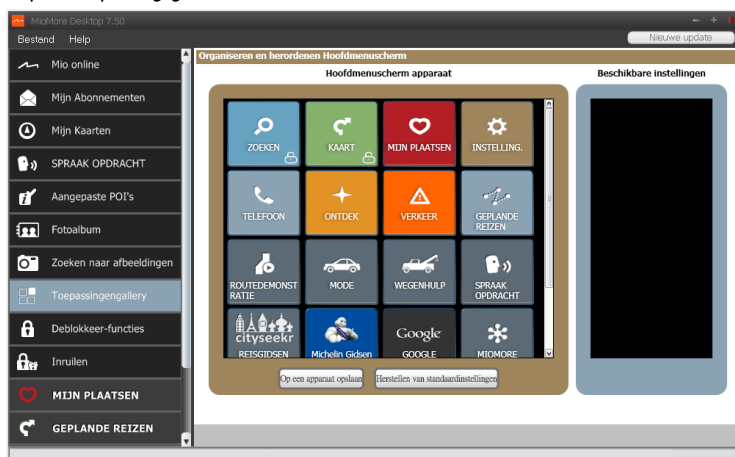 MioMore Desktop 7.50
Bestand Help
Nieuwe update
Mio online
Mijn Abonnementen
Mijn Kaarten
SPRAAK OPDRACHT
Aangepaste POI's
Fotoalbum
Zoeken naar afbeeldingen
Toepassingengallery
Deblokkeer-functies
Inruilen
MIJN PLAATSEN
GEPLANDE REIZEN
Organiseren en herordenen Hoofdmenuscherm
Hoofdmenuscherm apparaat
Beschikbare instellingen
ZOEKEN
KAART
MIJN PLAATSEN
INSTELLING.
TELEFOON
ONTDEK
VERKEER
GEPLANDE
REIZEN
ROUTEDEMONST
RATIE
MODE
WEGENHULP
SPRAAK
OPDRACHT
cityseekr
REISGIDSEN
Michelin Gidsen
Google
GOOGLE
MIOMORE
Op een apparaat opslaan
Herstellen van standaardinstellingen